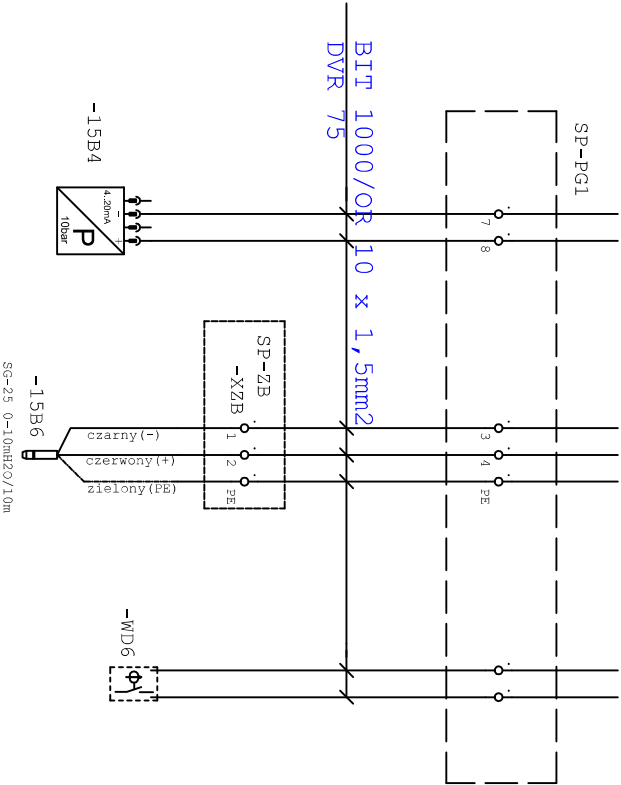 SP-PG1
BIT 1000/OR 10 x 1,5mm2
DVR 75
7
8
3
4
PE
-15B4
4..20mA
-
+
P
10bar
SP-ZB
-XZB
1
2
PE
czarny(-)
czerwony(+)
zielony(PE)
-15B6
SG-25 0-10mH2O/10m
-WD6